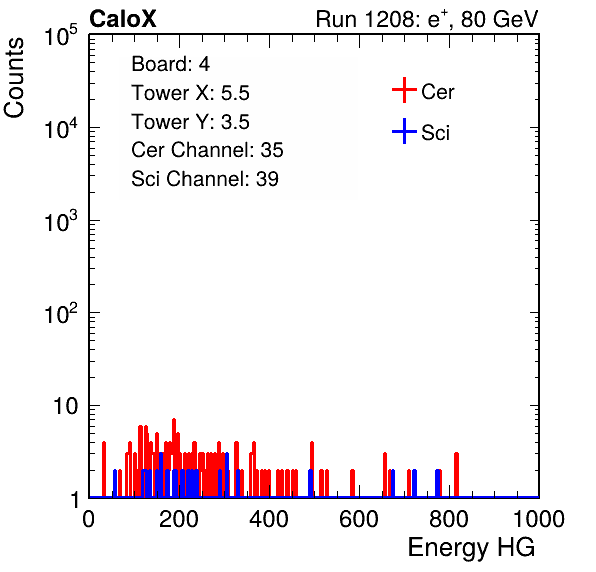 CaloX Run 1208: e⁺, 80 GeV
Counts
10⁵
10⁴
10³
10²
10
1
Board: 4
Tower X: 5.5
Tower Y: 3.5
Cer Channel: 35
Sci Channel: 39
Cer
Sci
0 200 400 600 800 1000
Energy HG